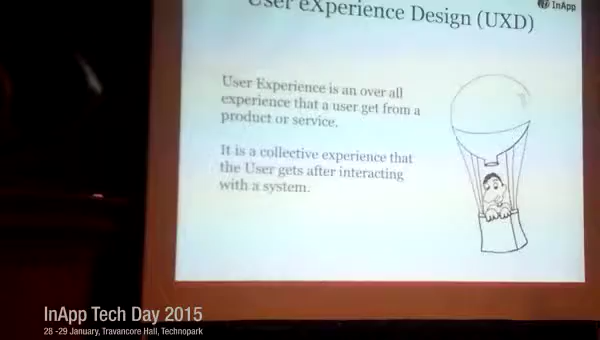 User eXperience Design (UXD)
InApp
User Experience is an over all
experience that a user get from a
product or service.
It is a collective experience that
the User gets after interacting
with a system.
InApp Tech Day 2015
28 -29 January, Travancore Hall, Technopark